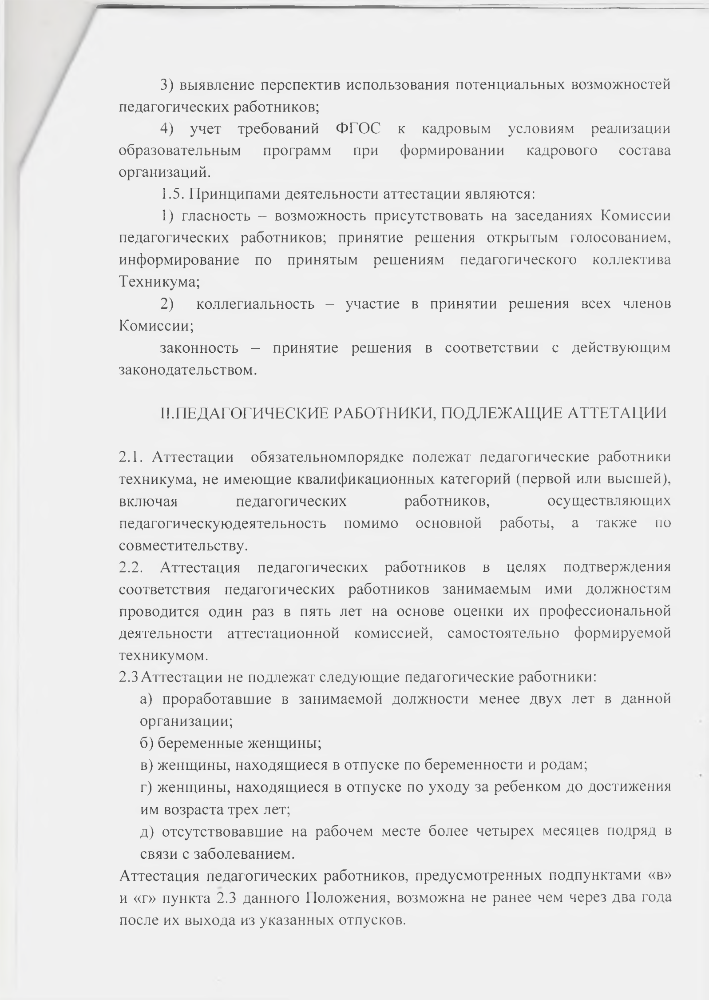 3) выявление перспектив использования потенциальных возможностей
педагогических работников;
4) учет требований ФГОС к кадровым условиям реализации
образовательным программ при формировании кадрового состава
организаций.
1.5. Принципами деятельности аттестации являются:
1) гласность – возможность присутствовать на заседаниях Комиссии
педагогических работников; принятие решения открытым голосованием,
информирование по принятым решениям педагогического коллектива
Техникума;
2) коллегиальность – участие в принятии решения всех членов
Комиссии;
законность – принятие решения в соответствии с действующим
законодательством.
II.ПЕДАГОГИЧЕСКИЕ РАБОТНИКИ, ПОДЛЕЖАЩИЕ АТТЕТАЦИИ
2.1. Аттестации обязательномпорядке полежат педагогические работники
техникума, не имеющие квалификационных категорий (первой или высшей),
включая педагогических работников, осуществляющих
педагогическуюдеятельность помимо основной работы, а также по
совместительству.
2.2. Аттестация педагогических работников в целях подтверждения
соответствия педагогических работников занимаемым ими должностям
проводится один раз в пять лет на основе оценки их профессиональной
деятельности аттестационной комиссией, самостоятельно формируемой
техникумом.
2.3 Аттестации не подлежат следующие педагогические работники:
а) проработавшие в занимаемой должности менее двух лет в данной
организации;
б) беременные женщины;
в) женщины, находящиеся в отпуске по беременности и родам;
г) женщины, находящиеся в отпуске по уходу за ребенком до достижения
им возраста трех лет;
д) отсутствовавшие на рабочем месте более четырех месяцев подряд в
связи с заболеванием.
Аттестация педагогических работников, предусмотренных подпунктами «в»
и «г» пункта 2.3 данного Положения, возможна не ранее чем через два года
после их выхода из указанных отпусков.